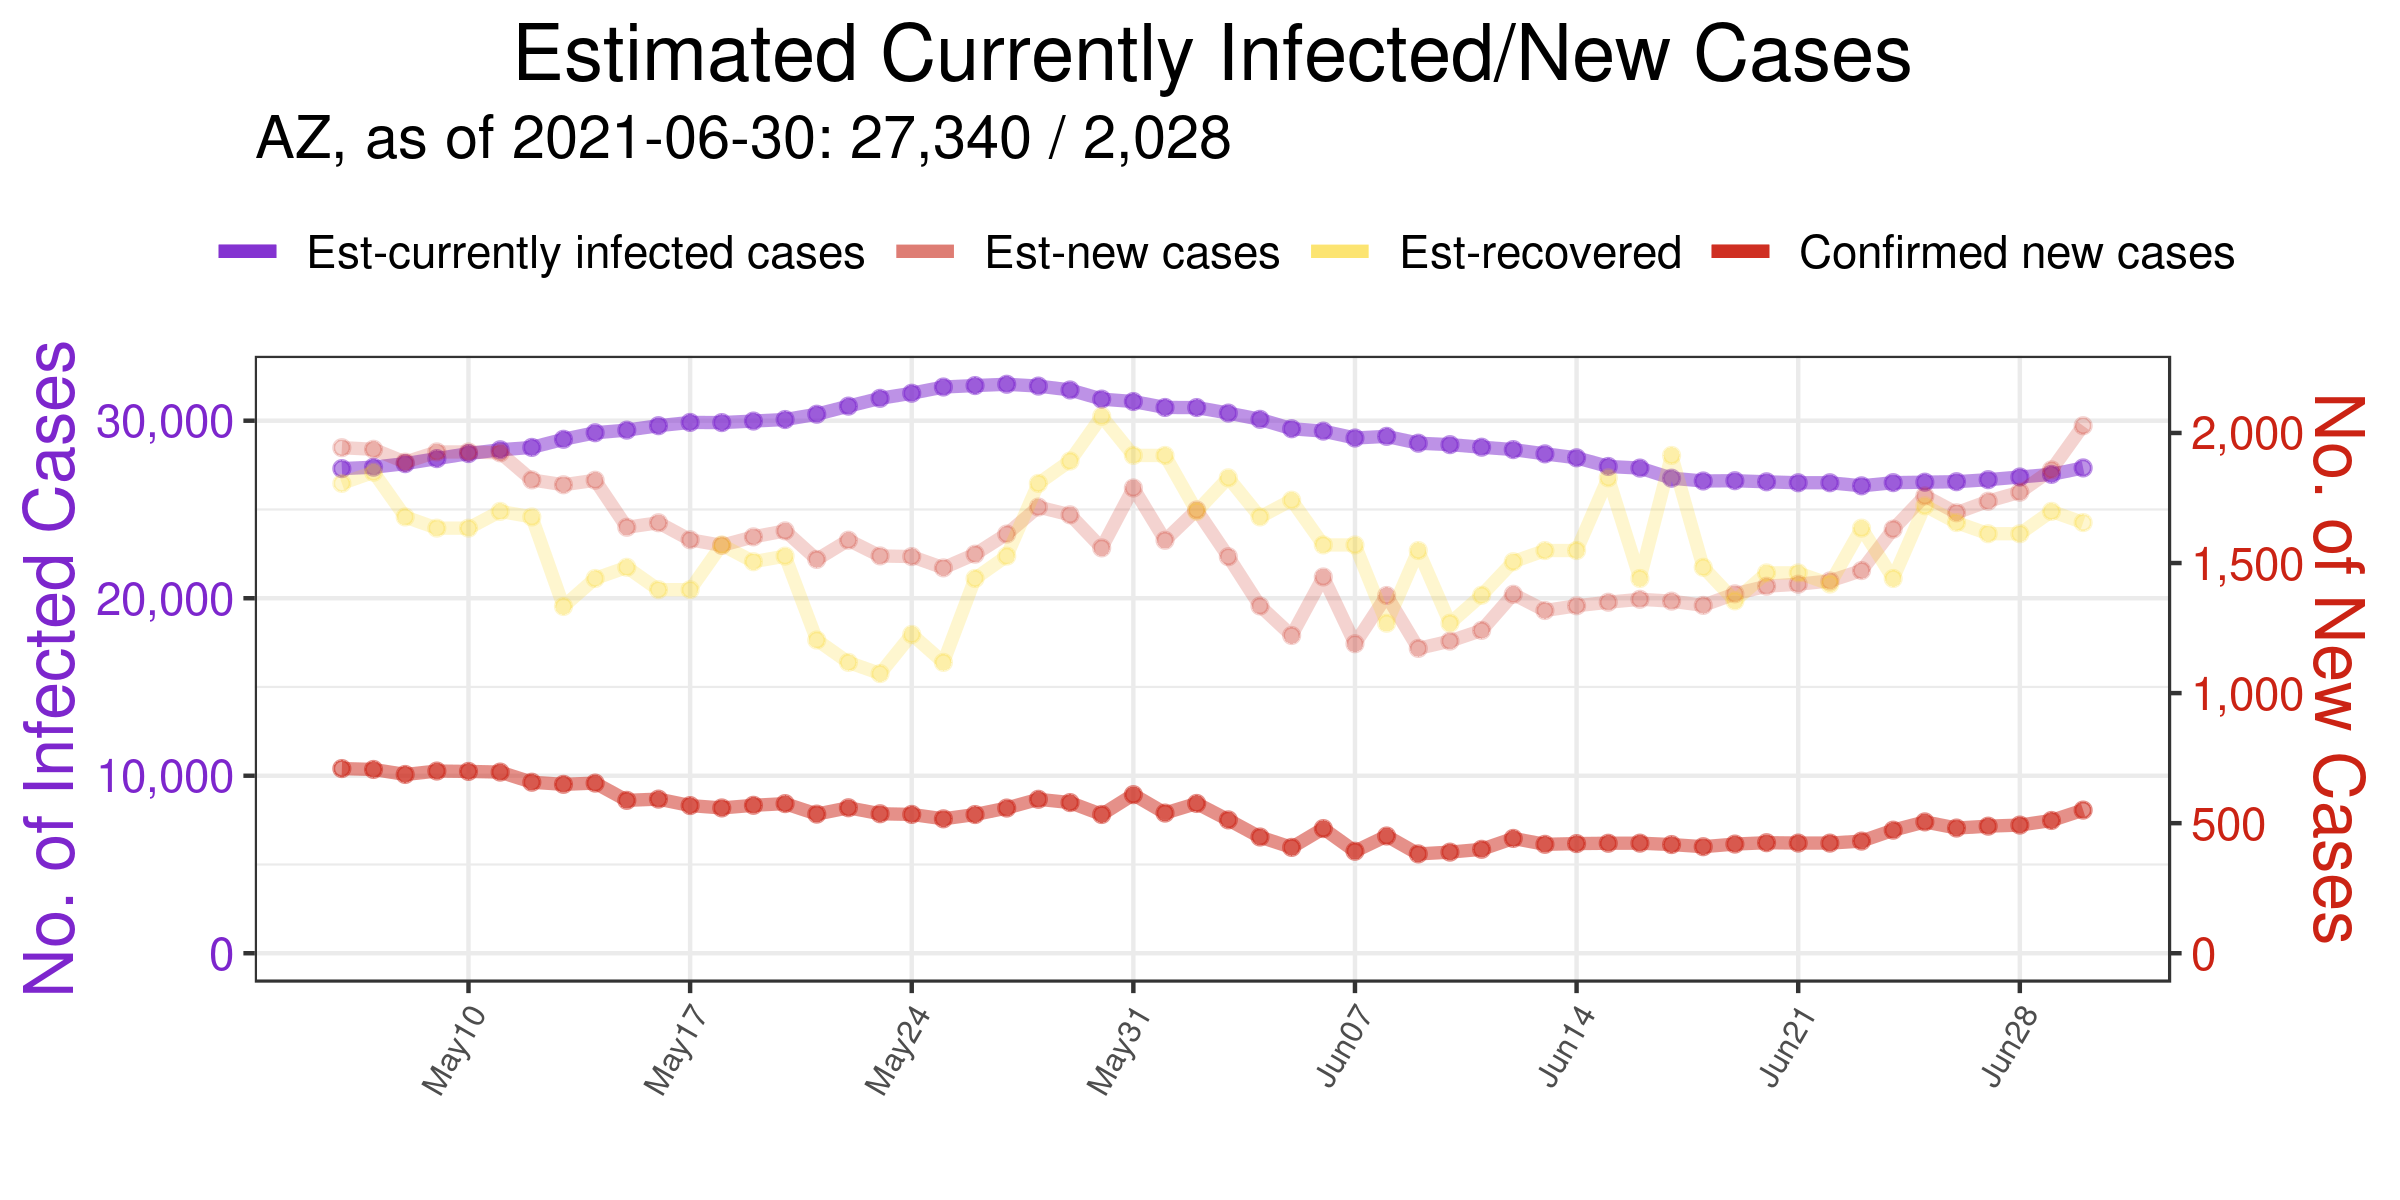 Estimated Currently Infected/New Cases
AZ, as of 2021-06-30: 27,340 / 2,028
Est-currently infected cases Est-new cases Est-recovered Confirmed new cases
No. of Infected Cases
30,000
20,000
10,000
0
No. of New Cases
2,000
1,500
1,000
500
0
May10 May17 May24 May31 Jun07 Jun14 Jun21 Jun28